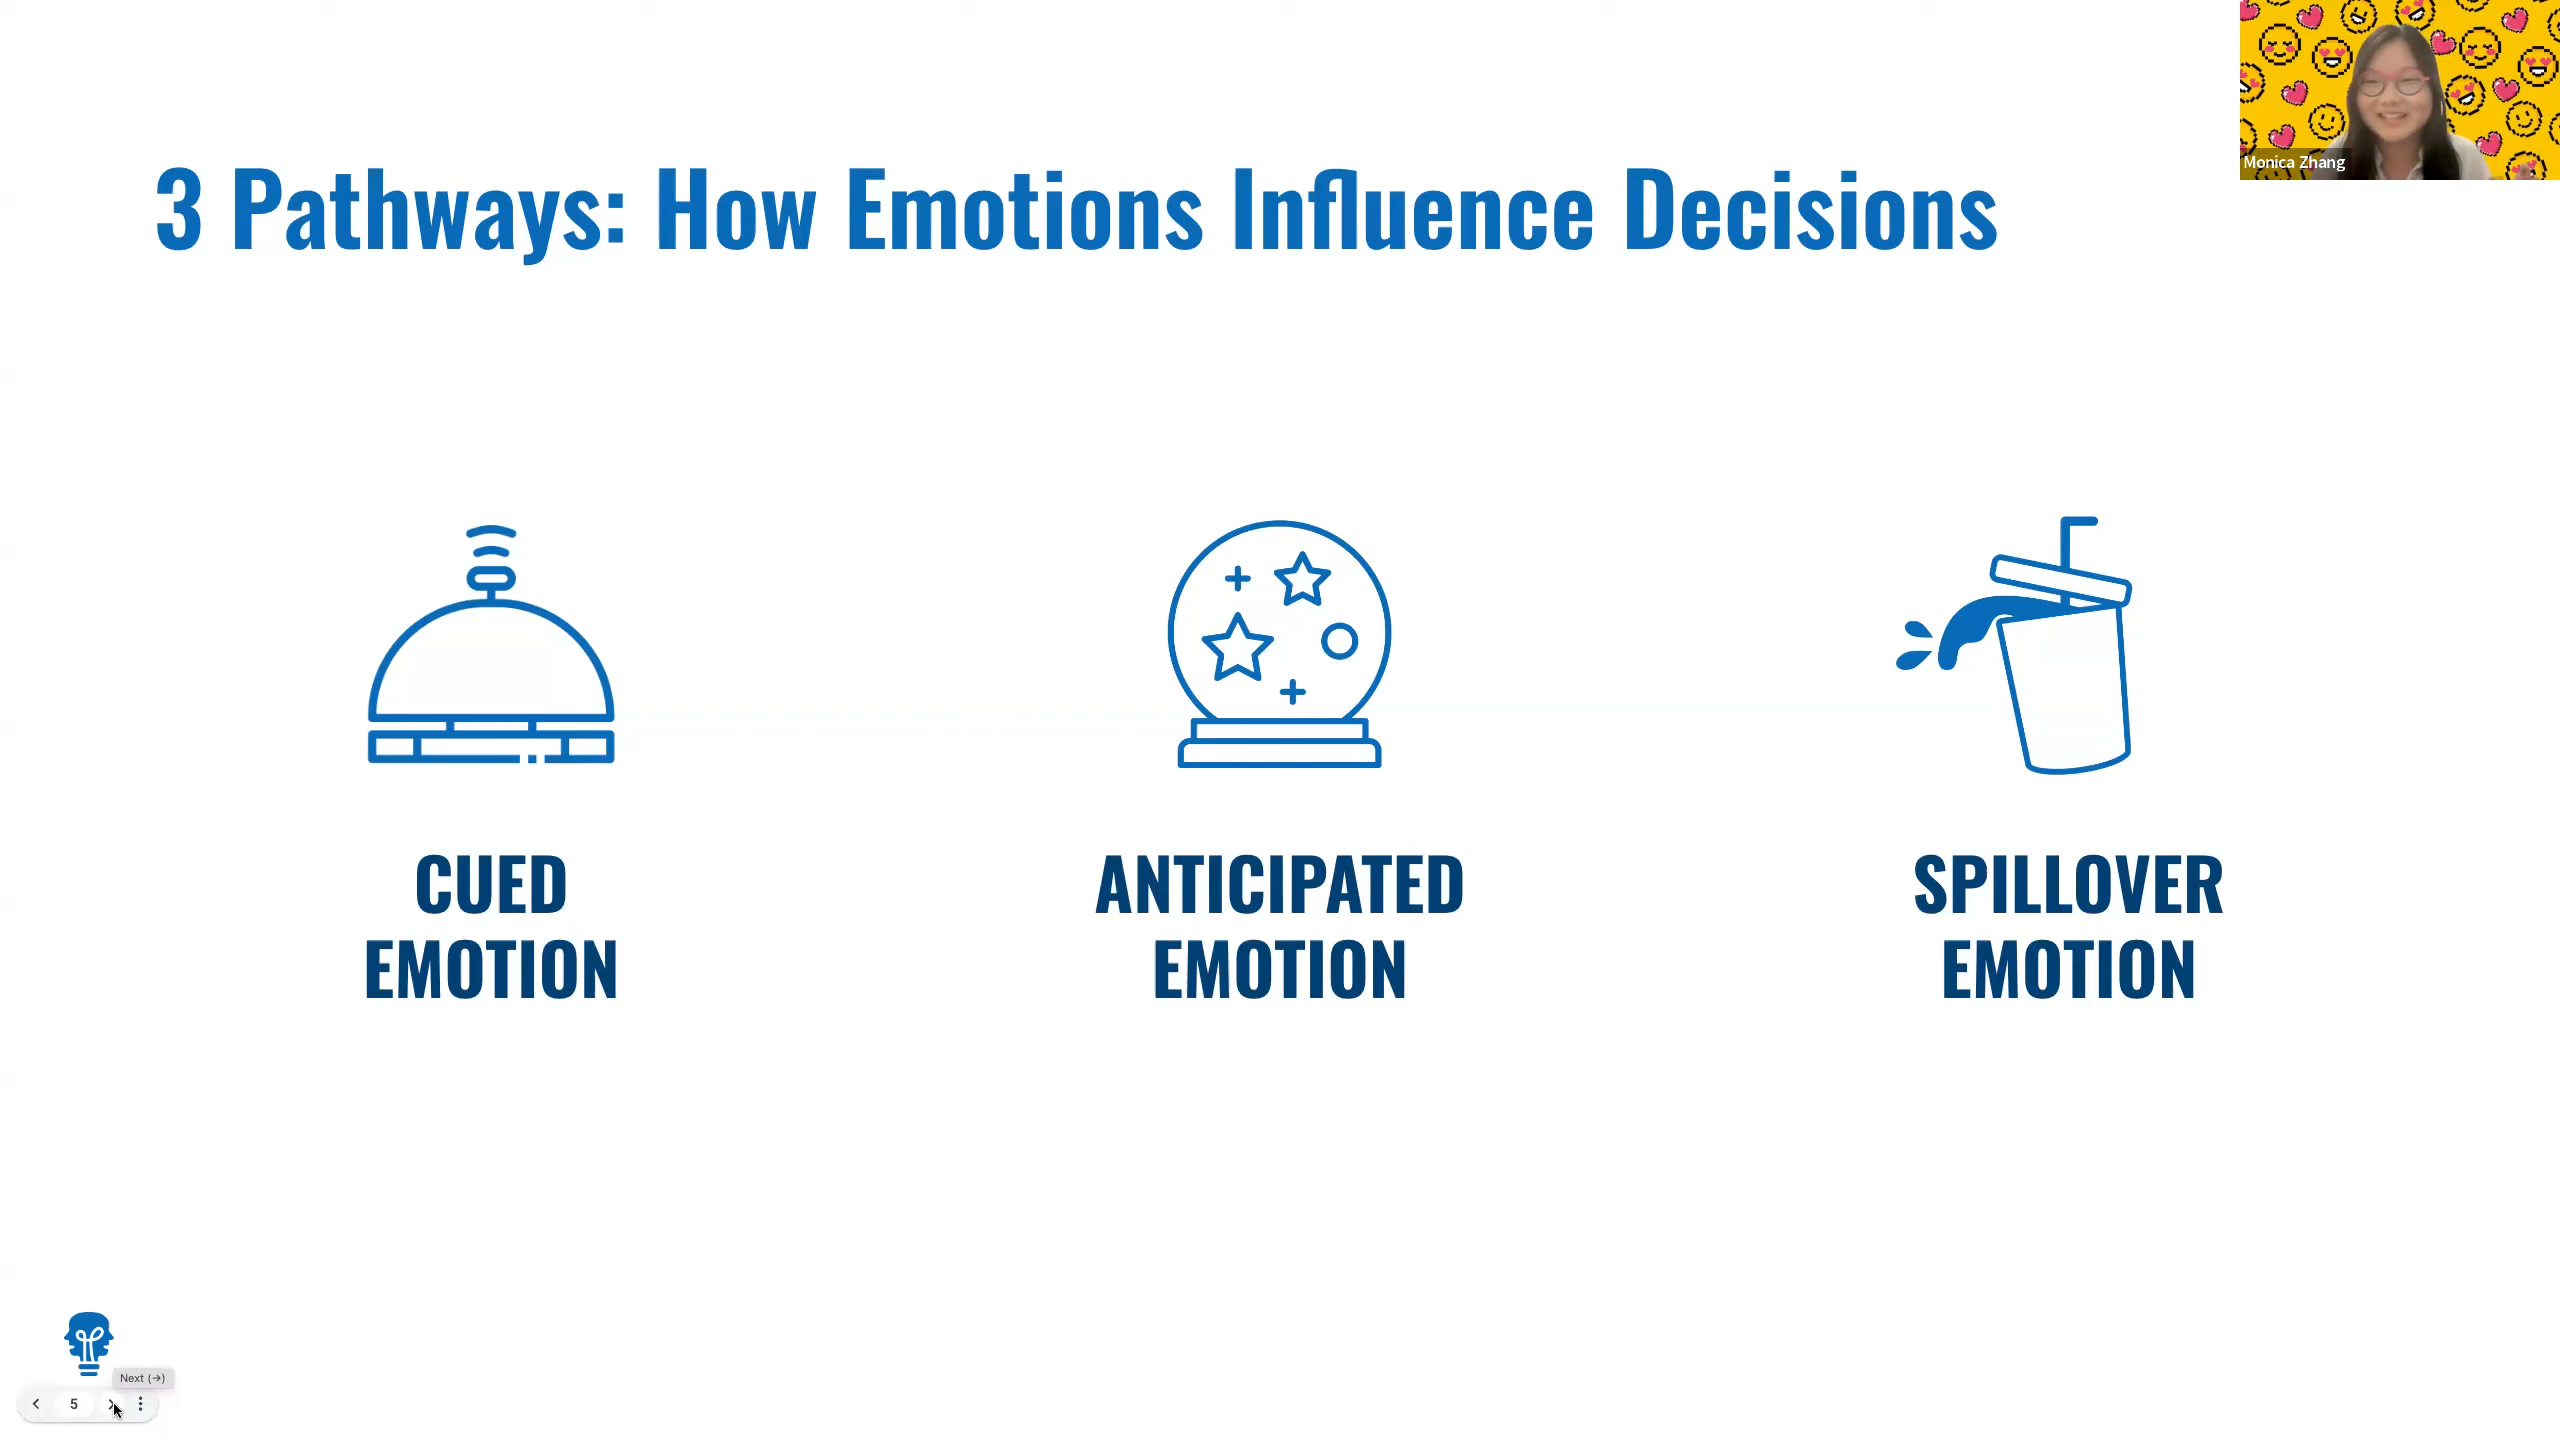 Monica Zhang
3 Pathways: How Emotions Influence Decisions
CUED
EMOTION
ANTICIPATED
EMOTION
SPILLOVER
EMOTION
Next (→)
5